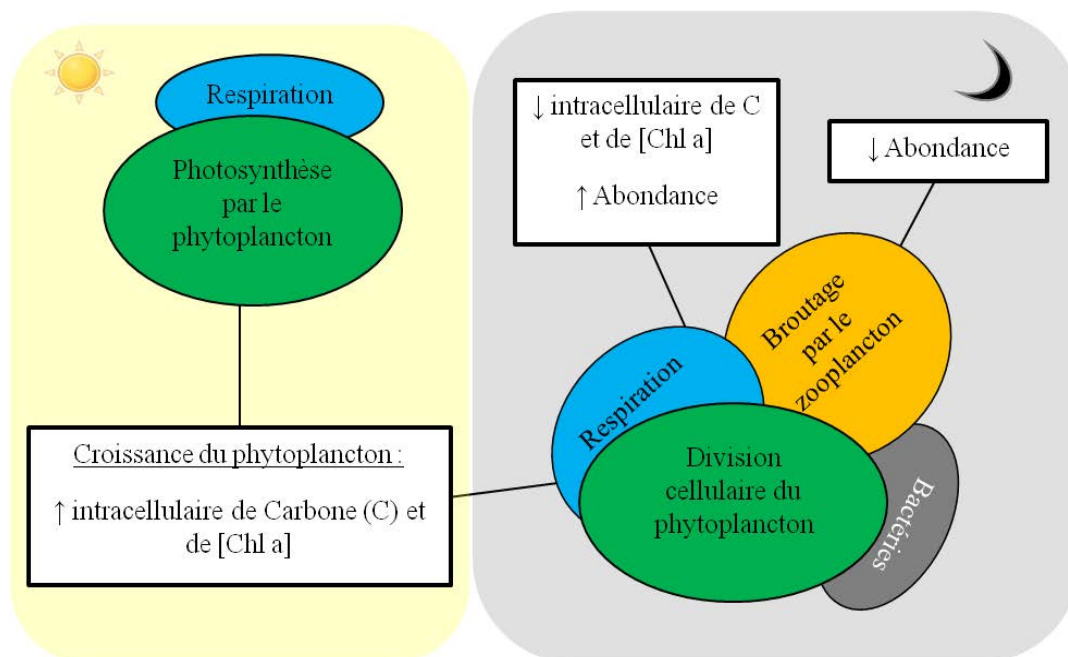 Respiration
Photosynthèse
par le
phytoplancton
Croissance du phytoplancton :
↑ intracellulaire de Carbone (C) et
de [Chl a]
↓ intracellulaire de C
et de [Chl a]
↑ Abondance
↓ Abondance
Broutage
par le
zooplancton
Respiration
Division
cellulaire du
phytoplancton
Bactéries